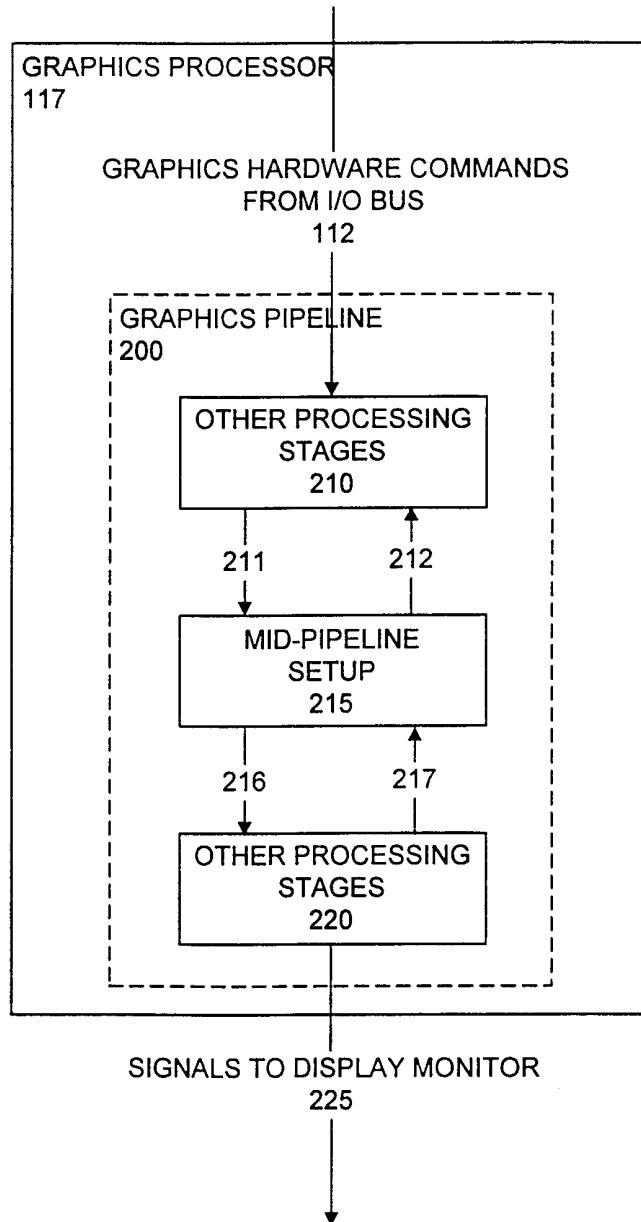 GRAPHICS PROCESSOR
117
GRAPHICS HARDWARE COMMANDS
FROM I/O BUS
112
GRAPHICS PIPELINE
200
OTHER PROCESSING
STAGES
210
211
212
MID-PIPELINE
SETUP
215
216
217
OTHER PROCESSING
STAGES
220
SIGNALS TO DISPLAY MONITOR
225